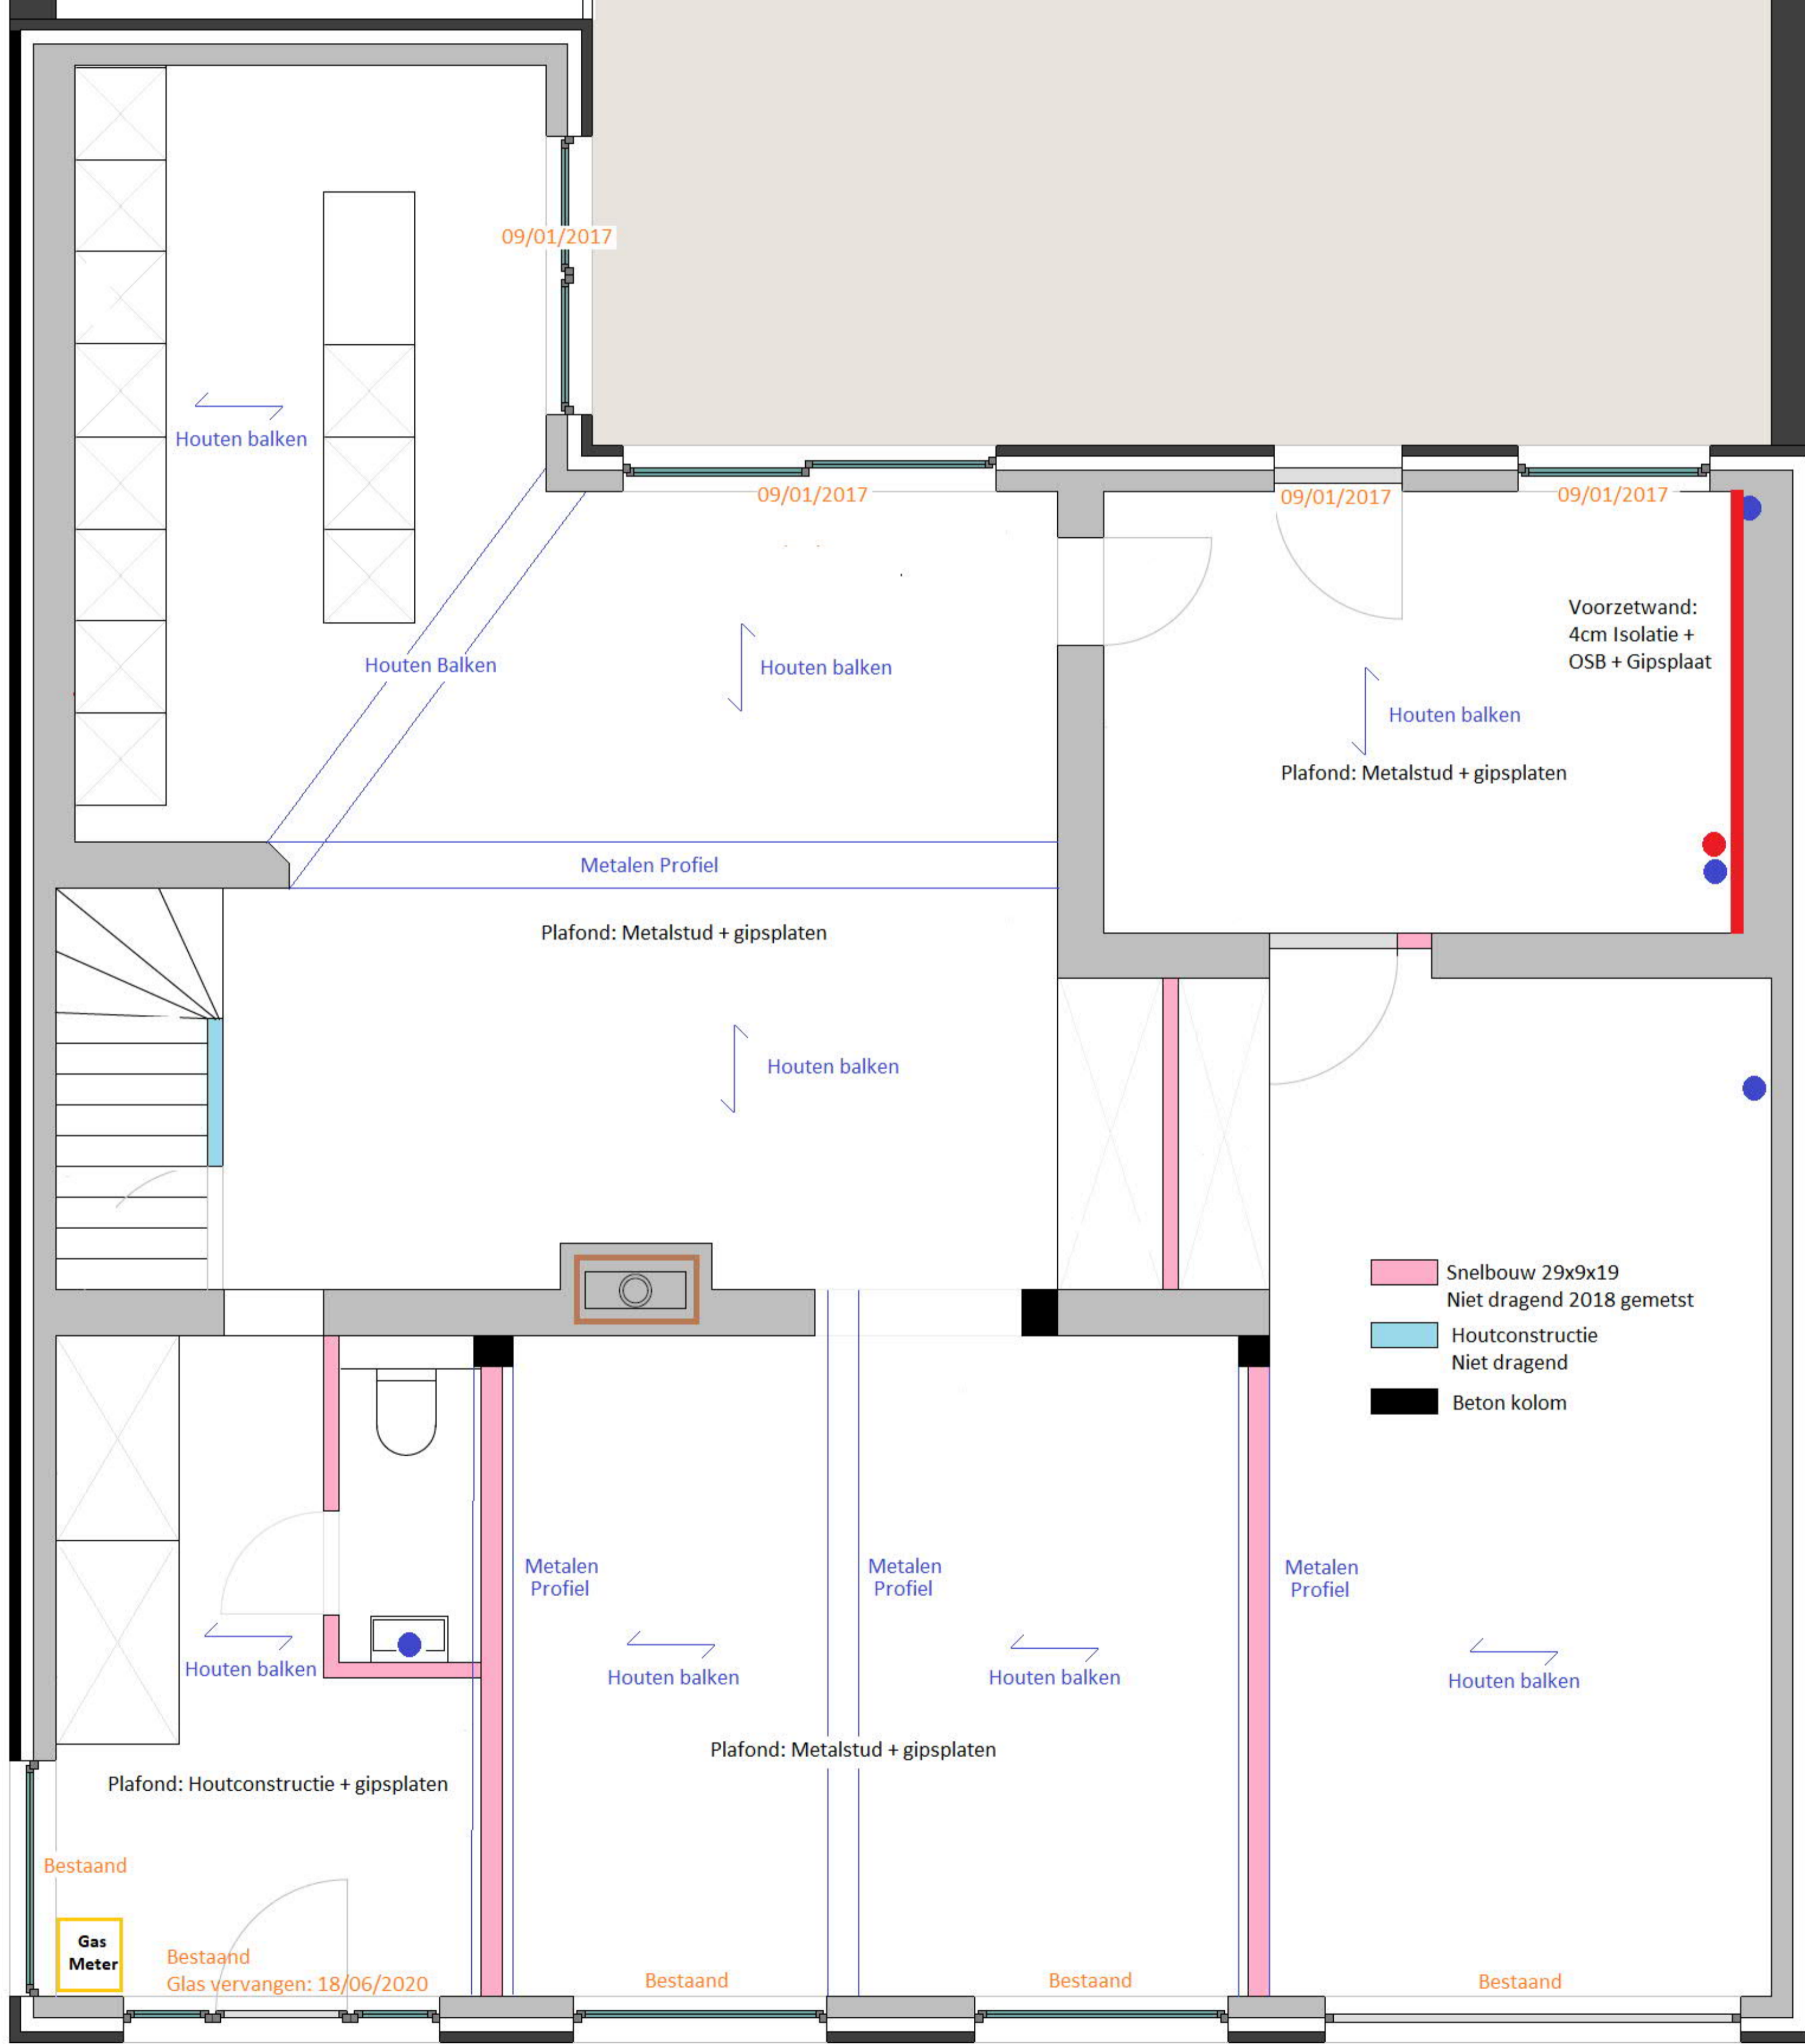 09/01/2017
Houten balken
09/01/2017
09/01/2017
09/01/2017
Voorzetwand:
4cm Isolatie +
OSB + Gipsplaat
Houten Balken
Houten balken
Houten balken
Plafond: Metalstud + gipsplaten
Metalen Profiel
Plafond: Metalstud + gipsplaten
Houten balken
Snelbouw 29x9x19
Niet dragend 2018 gemetst
Houtconstructie
Niet dragend
Beton kolom
Metalen
Profiel
Metalen
Profiel
Metalen
Profiel
Houten balken
Houten balken
Houten balken
Houten balken
Plafond: Metalstud + gipsplaten
Plafond: Houtconstructie + gipsplaten
Bestaand
Gas
Meter
Bestaand
Glas vervangen: 18/06/2020
Bestaand
Bestaand
Bestaand